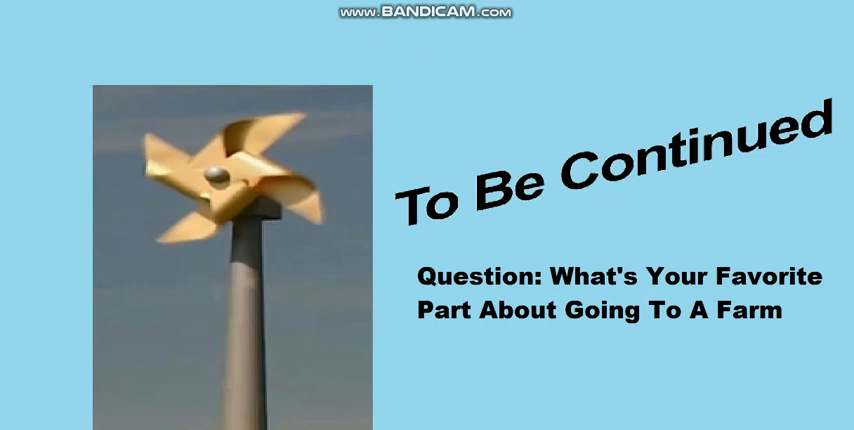 www.BANDICAM.com
To Be Continued
Question: What's Your Favorite
Part About Going To A Farm